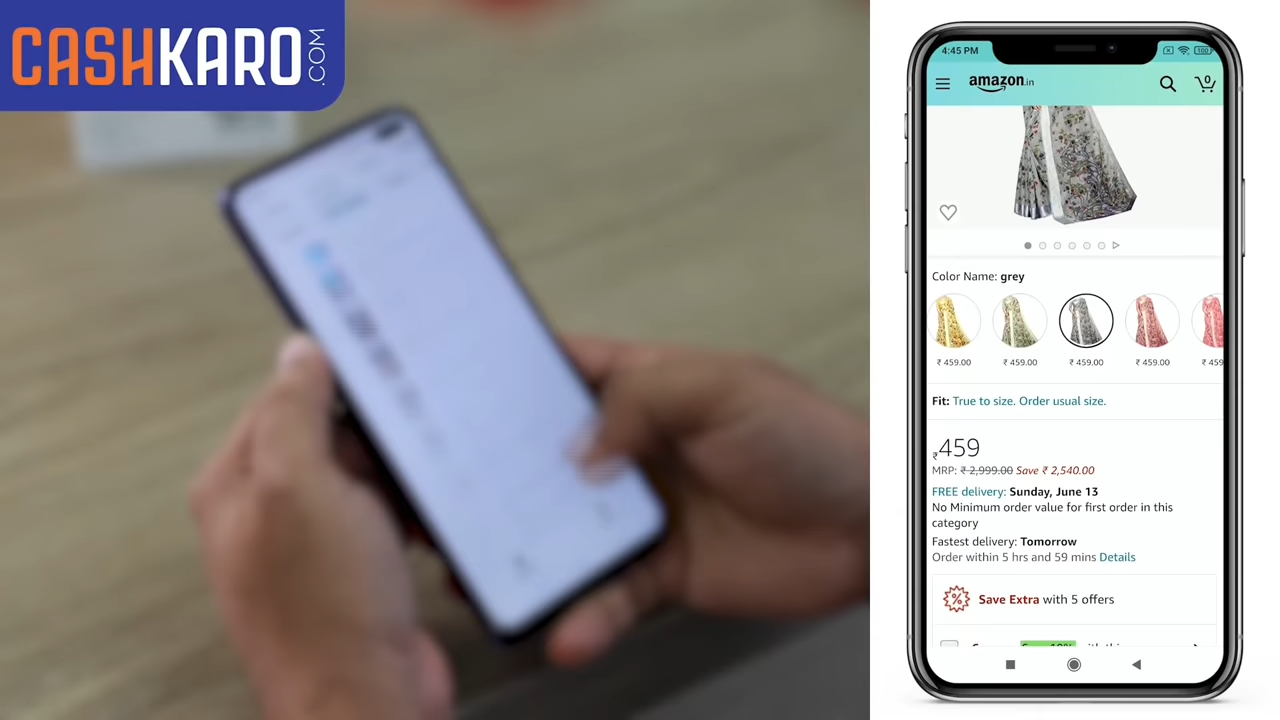 CASHKARO.COM
4:45 PM
100
amazon.in
0
Color Name: grey
₹ 459.00
₹ 459.00
₹ 459.00
₹ 459.00
₹ 459
Fit: True to size. Order usual size.
₹459
MRP: ₹ 2,999.00 Save ₹ 2,540.00
FREE delivery: Sunday, June 13
No Minimum order value for first order in this
category
Fastest delivery: Tomorrow
Order within 5 hrs and 59 mins Details
Save Extra with 5 offers